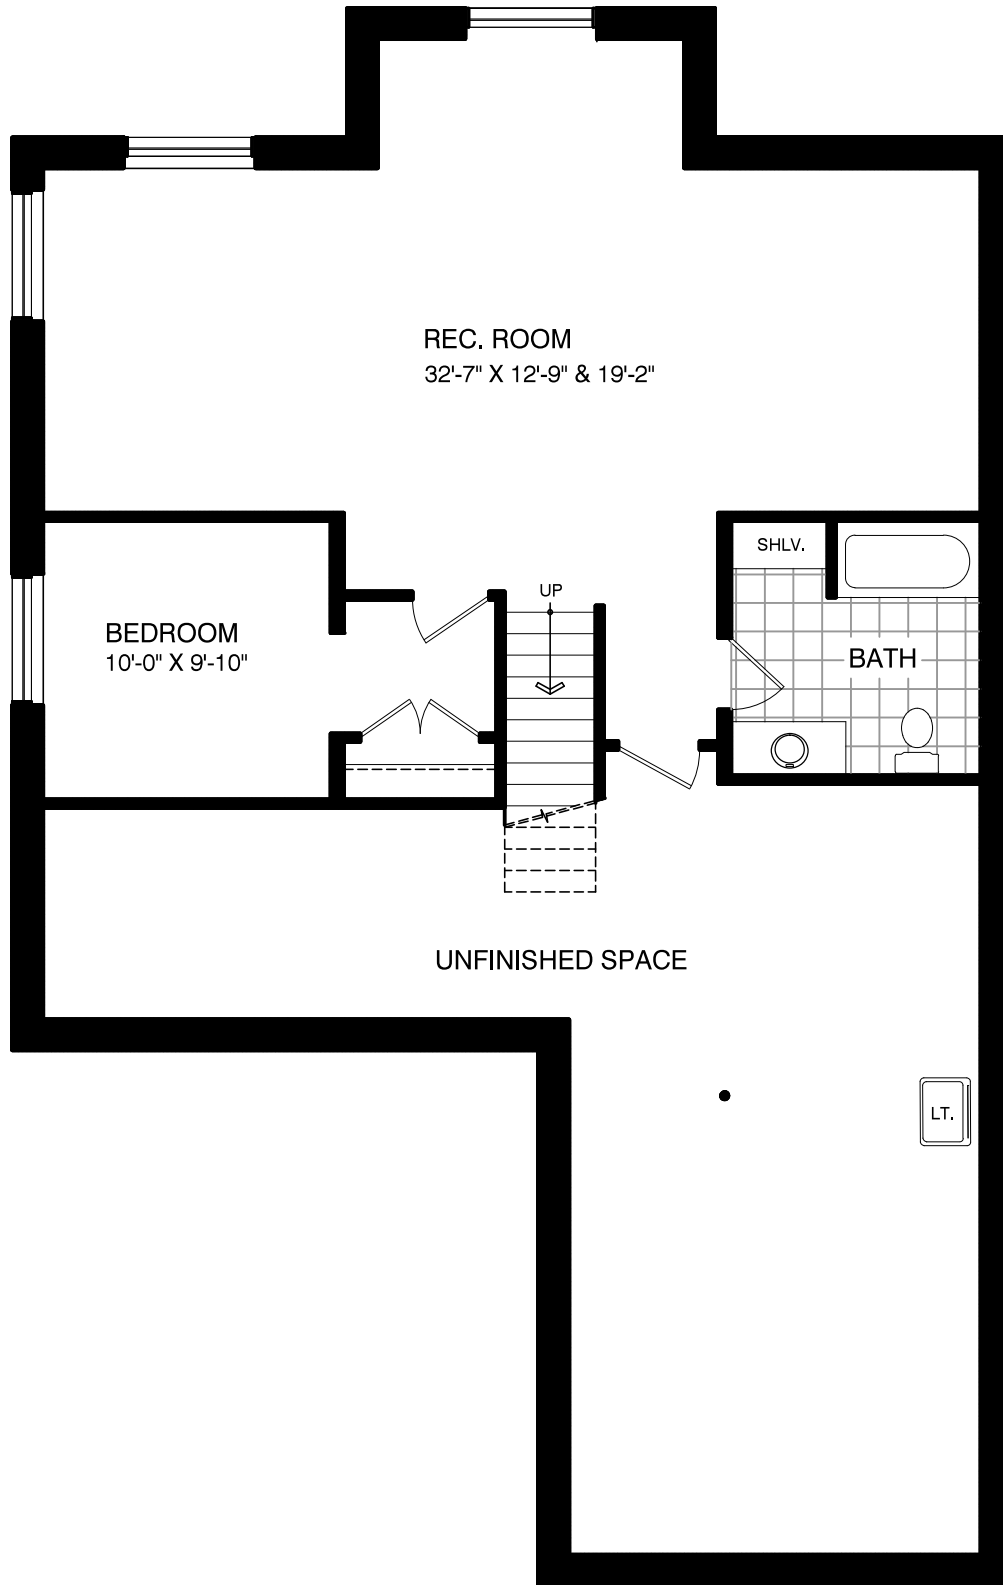 REC. ROOM
32'-7" X 12'-9" & 19'-2"
SHLV.
UP
BEDROOM
10'-0" X 9'-10"
BATH
UNFINISHED SPACE
LT.